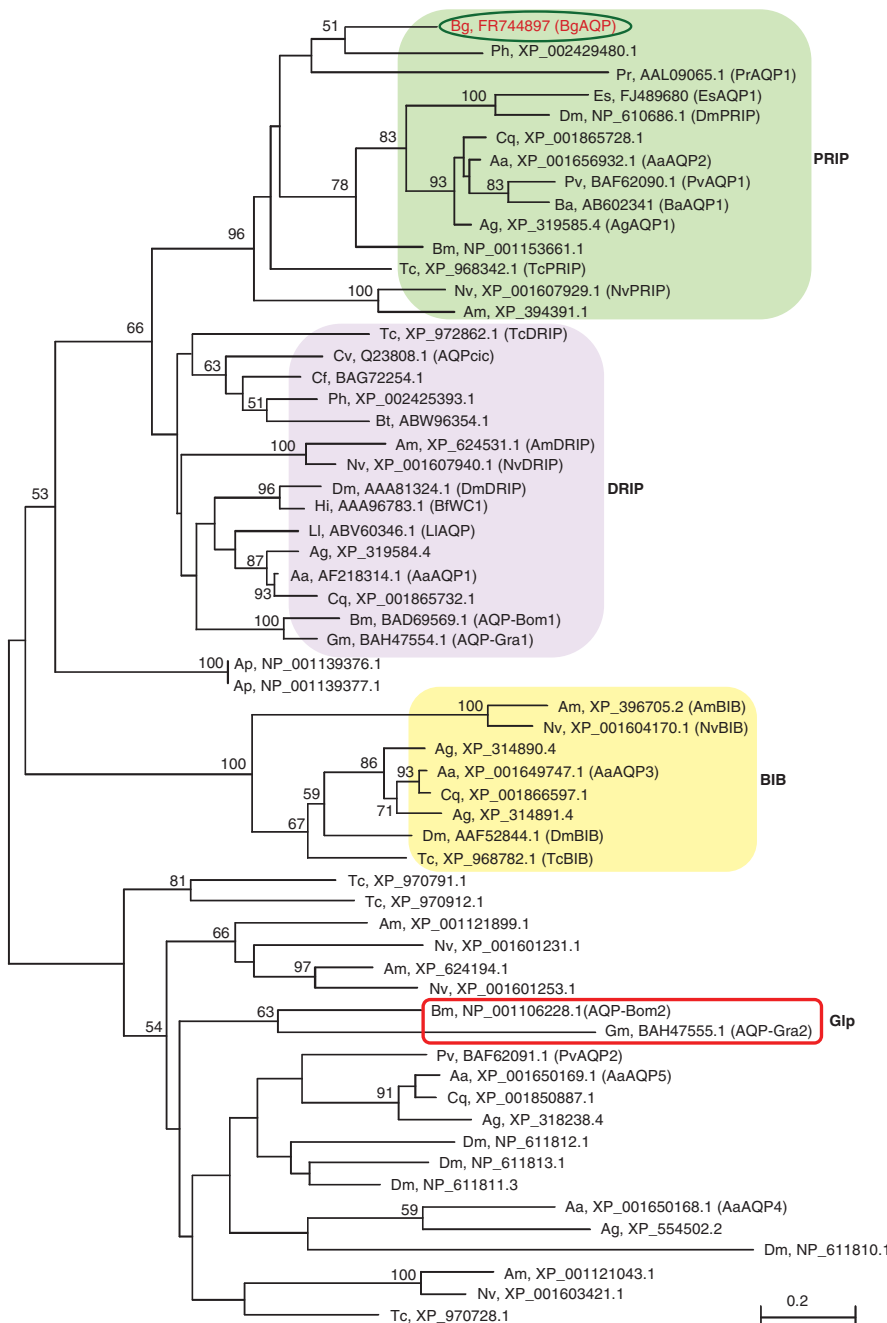 51
Bg, FR744897 (BgAQP)
Ph, XP_002429480.1
Pr, AAL09065.1 (PrAQP1)
100
Es, FJ489680 (EsAQP1)
Dm, NP_610686.1 (DmPRIP)
83
Cq, XP_001865728.1
PRIP
Aa, XP_001656932.1 (AaAQP2)
78
93
83
Pv, BAF62090.1 (PvAQP1)
Ba, AB602341 (BaAQP1)
Ag, XP_319585.4 (AgAQP1)
96
Bm, NP_001153661.1
Tc, XP_968342.1 (TcPRIP)
100
Nv, XP_001607929.1 (NvPRIP)
Am, XP_394391.1
66
Tc, XP_972862.1 (TcDRIP)
63
Cv, Q23808.1 (AQPcic)
Cf, BAG72254.1
Ph, XP_002425393.1
51
Bt, ABW96354.1
100
Am, XP_624531.1 (AmDRIP)
Nv, XP_001607940.1 (NvDRIP)
53
96
Dm, AAA81324.1 (DmDRIP)
DRIP
Hi, AAA96783.1 (BfWC1)
Ll, ABV60346.1 (LlAQP)
87
Ag, XP_319584.4
Aa, AF218314.1 (AaAQP1)
93
Cq, XP_001865732.1
100
Bm, BAD69569.1 (AQP-Bom1)
Gm, BAH47554.1 (AQP-Gra1)
100
Ap, NP_001139376.1
Ap, NP_001139377.1
100
Am, XP_396705.2 (AmBIB)
Nv, XP_001604170.1 (NvBIB)
100
86
Ag, XP_314890.4
93
Aa, XP_001649747.1 (AaAQP3)
BIB
59
Cq, XP_001866597.1
71
Ag, XP_314891.4
67
Dm, AAF52844.1 (DmBIB)
Tc, XP_968782.1 (TcBIB)
81
Tc, XP_970791.1
Tc, XP_970912.1
66
Am, XP_001121899.1
Nv, XP_001601231.1
97
Am, XP_624194.1
Nv, XP_001601253.1
54
63
Bm, NP_001106228.1(AQP-Bom2)
Glp
Gm, BAH47555.1 (AQP-Gra2)
Pv, BAF62091.1 (PvAQP2)
Aa, XP_001650169.1 (AaAQP5)
91
Cq, XP_001850887.1
Ag, XP_318238.4
Dm, NP_611812.1
Dm, NP_611813.1
Dm, NP_611811.3
59
Aa, XP_001650168.1 (AaAQP4)
Ag, XP_554502.2
Dm, NP_611810.1
100
Am, XP_001121043.1
Nv, XP_001603421.1
Tc, XP_970728.1
0.2